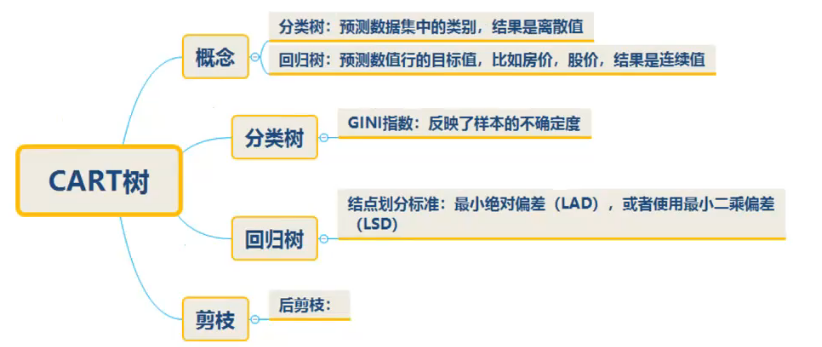 CART树
概念
分类树：预测数据集中的类别，结果是离散值
回归树：预测数值行的目标值，比如房价，股价，结果是连续值
分类树
GINI指数：反映了样本的不确定度
回归树
结点划分标准：最小绝对偏差（LAD），或者使用最小二乘偏差
（LSD）
剪枝
后剪枝：